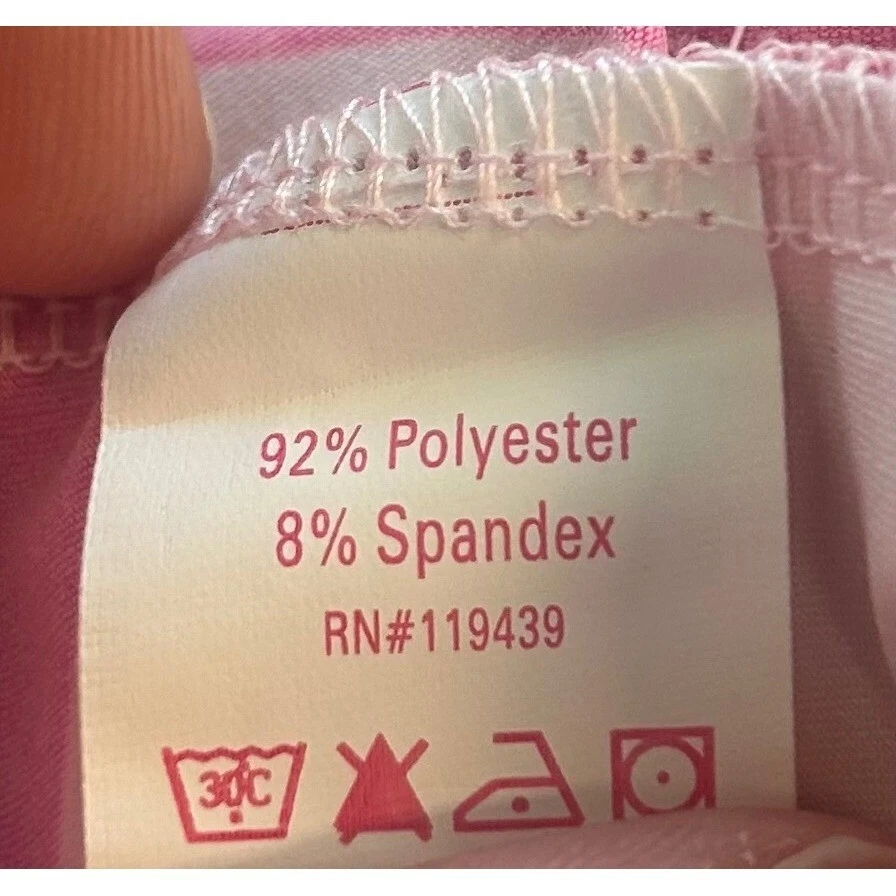 92% Polyester
8% Spandex
RN#119439
30°C